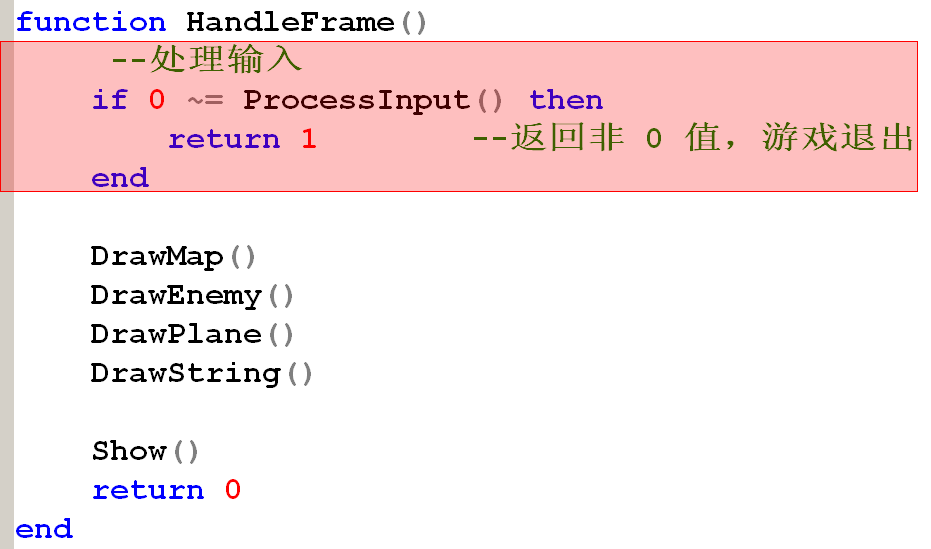 function HandleFrame()
--处理输入
if 0 ~= ProcessInput() then
return 1 --返回非 0 值，游戏退出
end
DrawMap()
DrawEnemy()
DrawPlane()
DrawString()
Show()
return 0
end